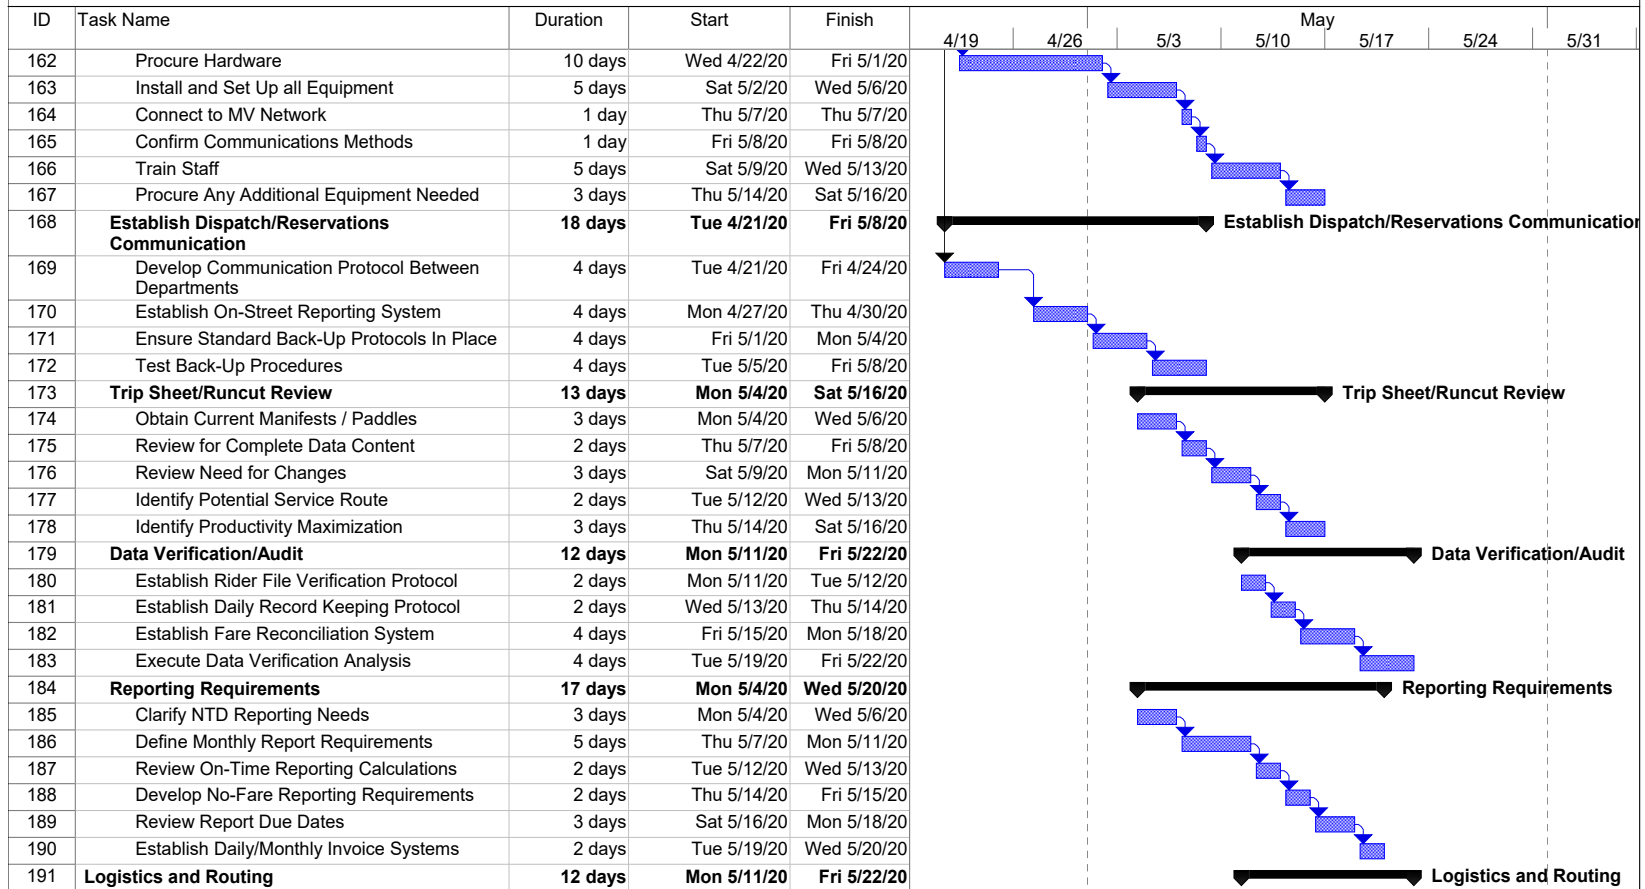 ID Task Name Duration Start Finish May
4/19 4/26 5/3 5/10 5/17 5/24 5/31
162 Procure Hardware 10 days Wed 4/22/20 Fri 5/1/20
163 Install and Set Up all Equipment 5 days Sat 5/2/20 Wed 5/6/20
164 Connect to MV Network 1 day Thu 5/7/20 Thu 5/7/20
165 Confirm Communications Methods 1 day Fri 5/8/20 Fri 5/8/20
166 Train Staff 5 days Sat 5/9/20 Wed 5/13/20
167 Procure Any Additional Equipment Needed 3 days Thu 5/14/20 Sat 5/16/20
168 Establish Dispatch/Reservations 18 days Tue 4/21/20 Fri 5/8/20 Establish Dispatch/Reservations Communication
Communication
169 Develop Communication Protocol Between 4 days Tue 4/21/20 Fri 4/24/20
Departments
170 Establish On-Street Reporting System 4 days Mon 4/27/20 Thu 4/30/20
171 Ensure Standard Back-Up Protocols In Place 4 days Fri 5/1/20 Mon 5/4/20
172 Test Back-Up Procedures 4 days Tue 5/5/20 Fri 5/8/20
173 Trip Sheet/Runcut Review 13 days Mon 5/4/20 Sat 5/16/20 Trip Sheet/Runcut Review
174 Obtain Current Manifests / Paddles 3 days Mon 5/4/20 Wed 5/6/20
175 Review for Complete Data Content 2 days Thu 5/7/20 Fri 5/8/20
176 Review Need for Changes 3 days Sat 5/9/20 Mon 5/11/20
177 Identify Potential Service Route 2 days Tue 5/12/20 Wed 5/13/20
178 Identify Productivity Maximization 3 days Thu 5/14/20 Sat 5/16/20
179 Data Verification/Audit 12 days Mon 5/11/20 Fri 5/22/20 Data Verification/Audit
180 Establish Rider File Verification Protocol 2 days Mon 5/11/20 Tue 5/12/20
181 Establish Daily Record Keeping Protocol 2 days Wed 5/13/20 Thu 5/14/20
182 Establish Fare Reconciliation System 4 days Fri 5/15/20 Mon 5/18/20
183 Execute Data Verification Analysis 4 days Tue 5/19/20 Fri 5/22/20
184 Reporting Requirements 17 days Mon 5/4/20 Wed 5/20/20 Reporting Requirements
185 Clarify NTD Reporting Needs 3 days Mon 5/4/20 Wed 5/6/20
186 Define Monthly Report Requirements 5 days Thu 5/7/20 Mon 5/11/20
187 Review On-Time Reporting Calculations 2 days Tue 5/12/20 Wed 5/13/20
188 Develop No-Fare Reporting Requirements 2 days Thu 5/14/20 Fri 5/15/20
189 Review Report Due Dates 3 days Sat 5/16/20 Mon 5/18/20
190 Establish Daily/Monthly Invoice Systems 2 days Tue 5/19/20 Wed 5/20/20
191 Logistics and Routing 12 days Mon 5/11/20 Fri 5/22/20 Logistics and Routing